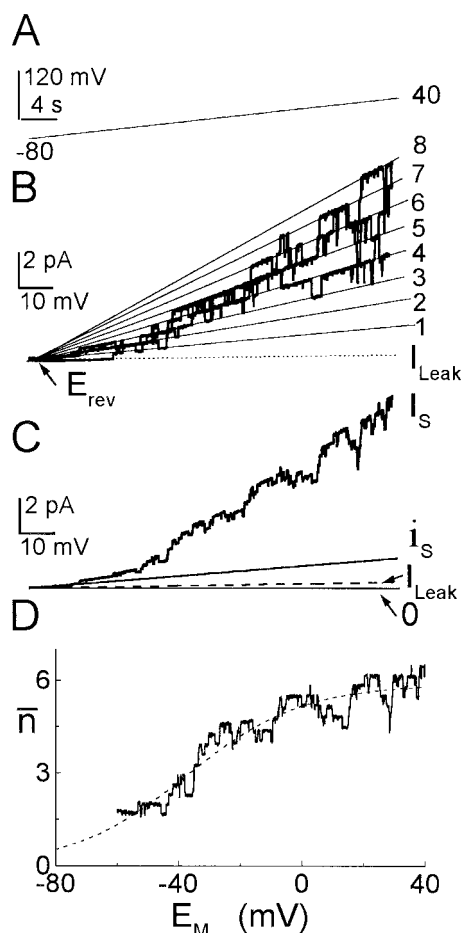 A
120 mV
4 s
40
-80
B
8
7
6
5
4
3
2
1
2 pA
10 mV
E_rev
I_Leak
C
I_S
2 pA
10 mV
i_S
I_Leak
0
D
n̄
6
3
0
-80
-40
0
40
E_M (mV)